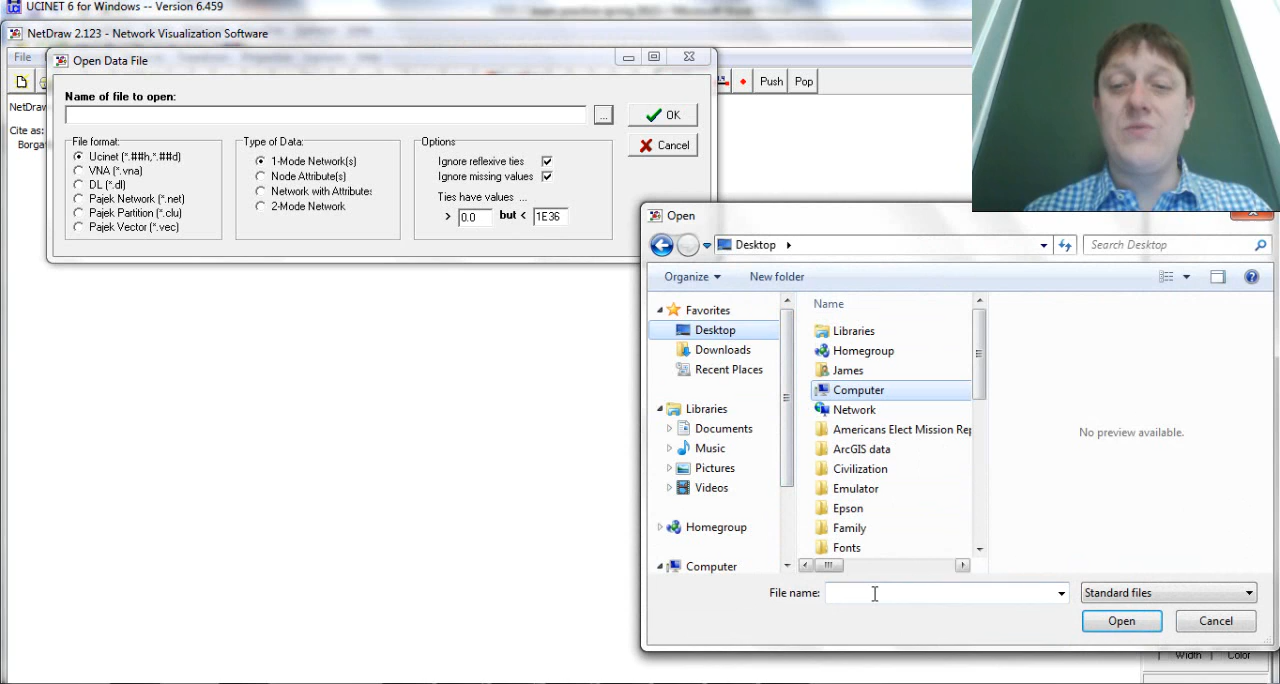 UCINET 6 for Windows -- Version 6.459
NetDraw 2.123 - Network Visualization Software
File
Open Data File
Push Pop
NetDraw
Cite as:
Borga
Name of file to open:
...
OK
Cancel
File format:
Ucinet (*.##h,*.##d)
VNA (*.vna)
DL (*.dl)
Pajek Network (*.net)
Pajek Partition (*.clu)
Pajek Vector (*.vec)
Type of Data:
1-Mode Network(s)
Node Attribute(s)
Network with Attribute:
2-Mode Network
Options
Ignore reflexive ties
Ignore missing values
Ties have values ...
> 0.0 but < 1E36
Open
Desktop
Search Desktop
Organize New folder
Favorites
Desktop
Downloads
Recent Places
Libraries
Documents
Music
Pictures
Videos
Homegroup
Computer
Name
Libraries
Homegroup
James
Computer
Network
Americans Elect Mission Rep
ArcGIS data
Civilization
Emulator
Epson
Family
Fonts
No preview available.
File name:
Standard files
Open Cancel
Width Color